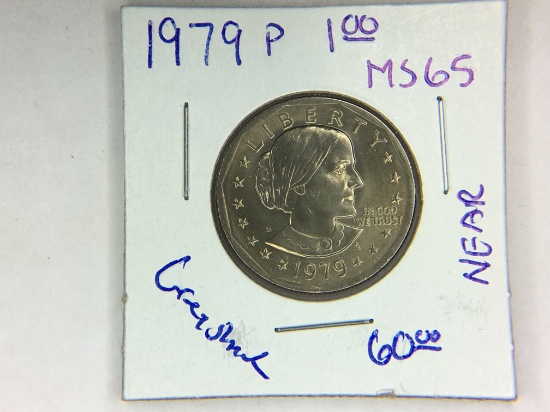 1979 P 1.00
MS65
LIBERTY
IN GOD
WE TRUST
P
1979
NEAR
60.00